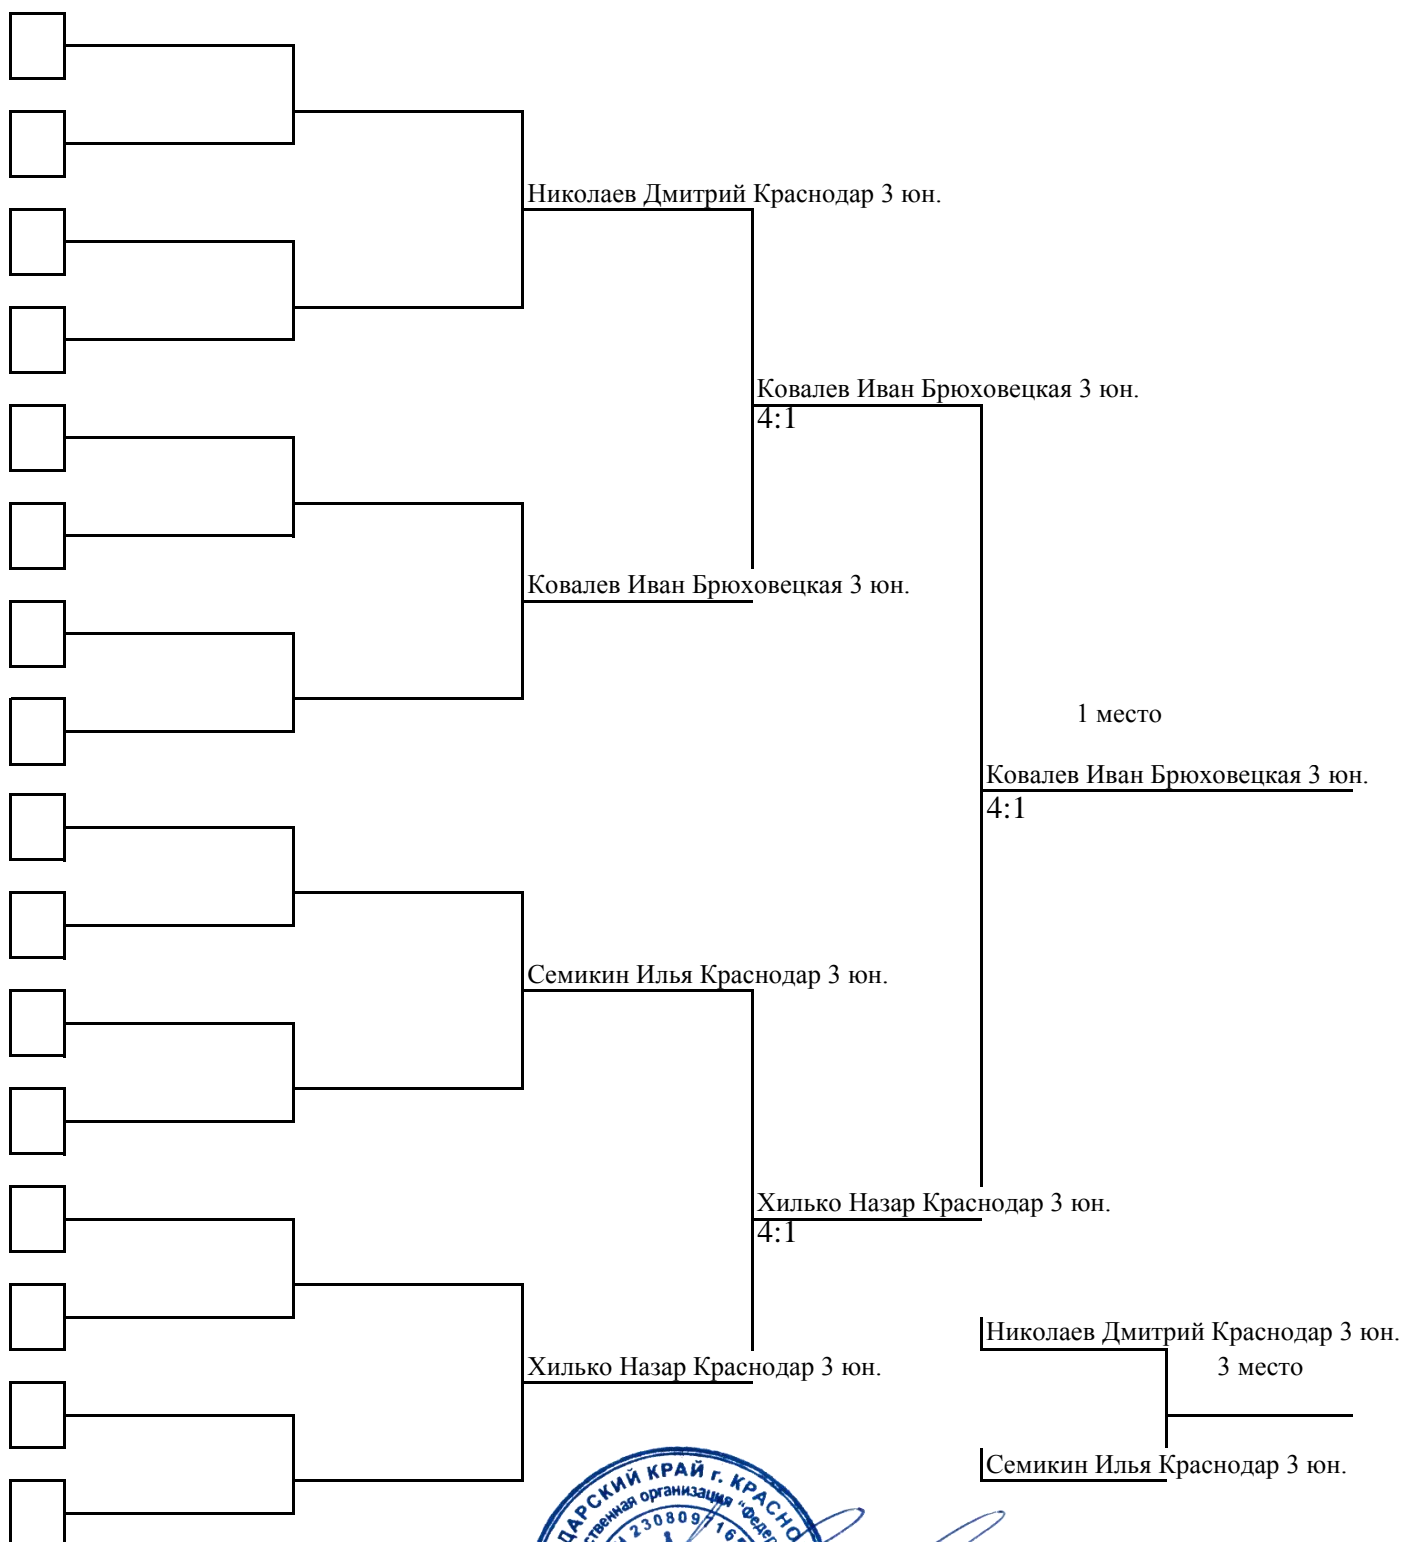 Николаев Дмитрий Краснодар 3 юн.
Ковалев Иван Брюховецкая 3 юн.
4:1
Ковалев Иван Брюховецкая 3 юн.
1 место
Ковалев Иван Брюховецкая 3 юн.
4:1
Семикин Илья Краснодар 3 юн.
Хилько Назар Краснодар 3 юн.
4:1
Николаев Дмитрий Краснодар 3 юн.
Хилько Назар Краснодар 3 юн.
3 место
Семикин Илья Краснодар 3 юн.
КРАЙ г.
организация